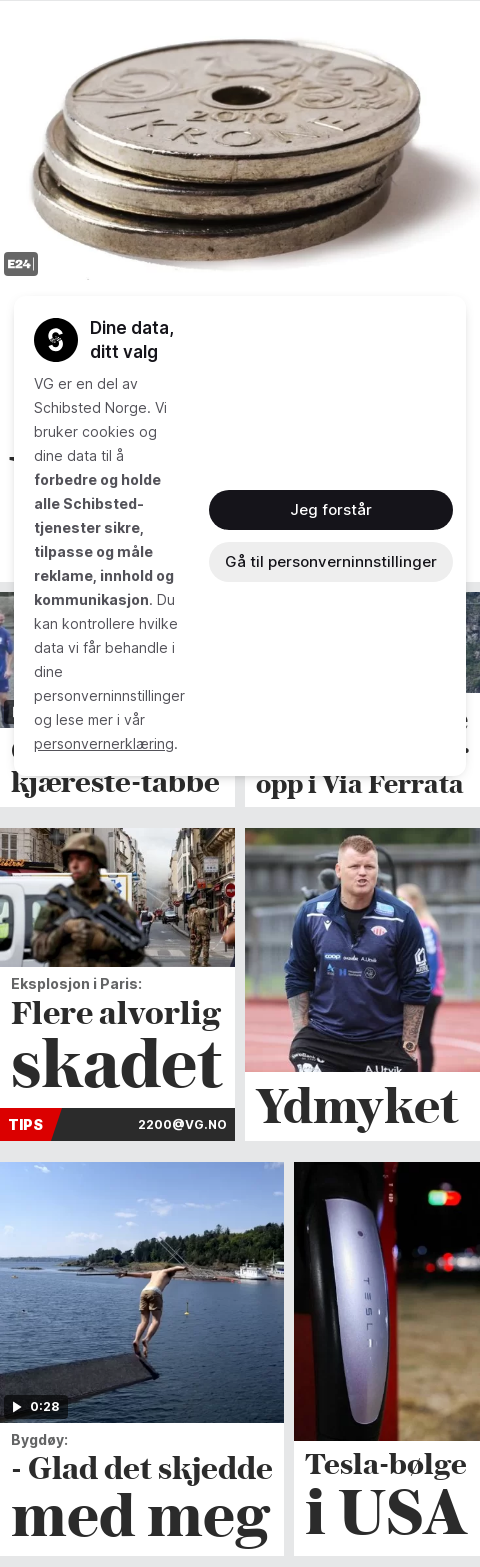 1 KRONE
2010
E24
Dine data,
ditt valg
VG er en del av
Schibsted Norge. Vi
bruker cookies og
dine data til å
forbedre og holde
alle Schibsted-
tjenester sikre,
tilpasse og måle
reklame, innhold og
kommunikasjon. Du
kan kontrollere hvilke
data vi får behandle i
dine
personverninnstillinger
og lese mer i vår
personvernerklæring.
Jeg forstår
Gå til personverninnstillinger
kjæreste-tabbe
opp i Via Ferrata
Eksplosjon i Paris:
Flere alvorlig
skadet
TIPS
2200@VG.NO
coop
A.Utvik
A.Utvik
Ydmyket
0:28
Bygdøy:
- Glad det skjedde
med meg
TESL
Tesla-bølge
i USA